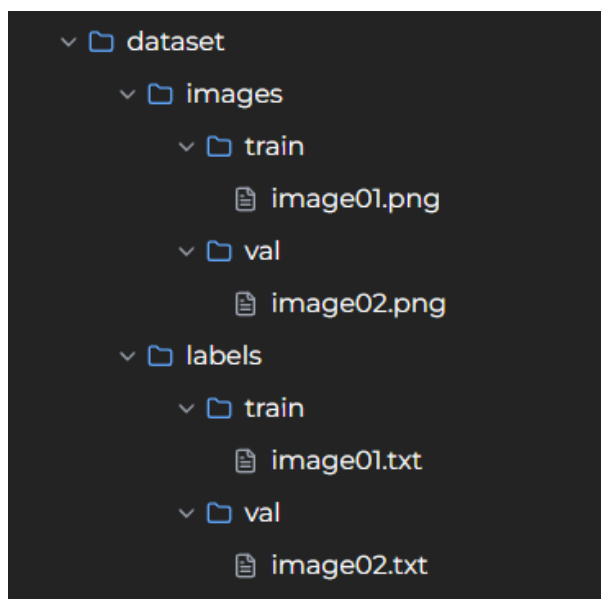 dataset
images
train
image01.png
val
image02.png
labels
train
image01.txt
val
image02.txt